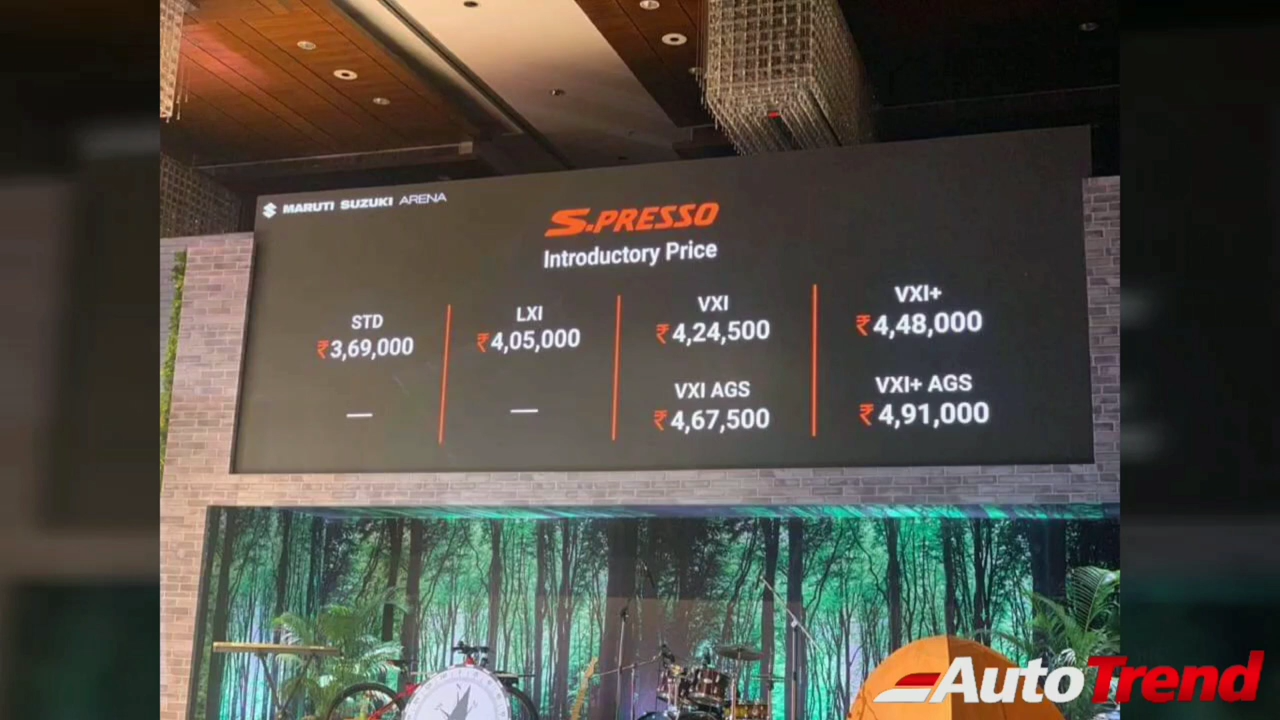 MARUTI SUZUKI ARENA
S.PRESSO
Introductory Price
STD
₹3,69,000
—
LXI
₹4,05,000
—
VXI
₹4,24,500
VXI AGS
₹4,67,500
VXI+
₹4,48,000
VXI+ AGS
₹4,91,000
AutoTrend